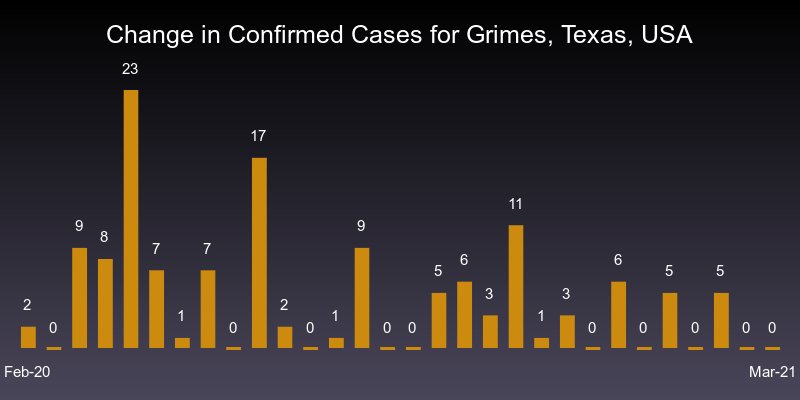 Change in Confirmed Cases for Grimes, Texas, USA
2 0 9 8 23 7 1 7 0 17 2 0 1 9 0 0 5 6 3 11 1 3 0 6 0 5 0 5 0 0
Feb-20 Mar-21